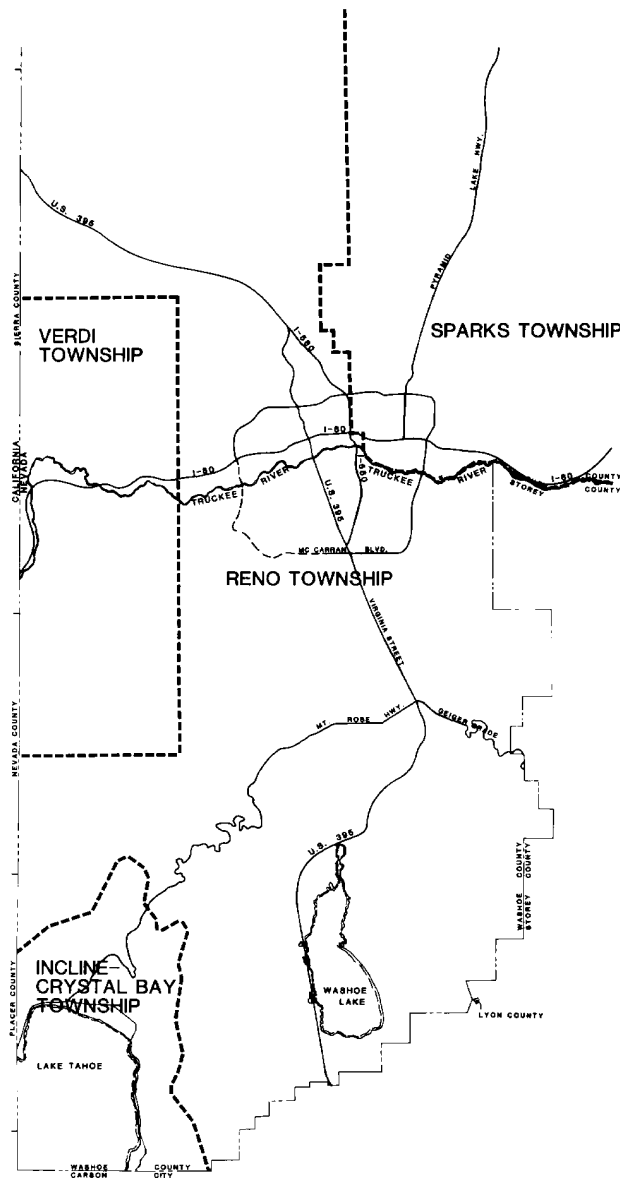 U.S. 395
LAKE HWY.
PYRAMID
SIERRA COUNTY
VERDI
TOWNSHIP
I-580
SPARKS TOWNSHIP
CALIFORNIA
NEVADA
I-80
I-80
I-580
TRUCKEE RIVER
TRUCKEE RIVER
U.S. 395
STOREY
I-80
COUNTY
COUNTY
MC CARRAN BLVD.
RENO TOWNSHIP
VIRGINIA STREET
NEVADA COUNTY
MT. ROSE HWY.
GEIGER GRADE
U.S. 395
WASHOE COUNTY
STOREY COUNTY
PLACER COUNTY
INCLINE-
CRYSTAL BAY
TOWNSHIP
WASHOE
LAKE
LYON COUNTY
LAKE TAHOE
WASHOE COUNTY
CARSON CITY